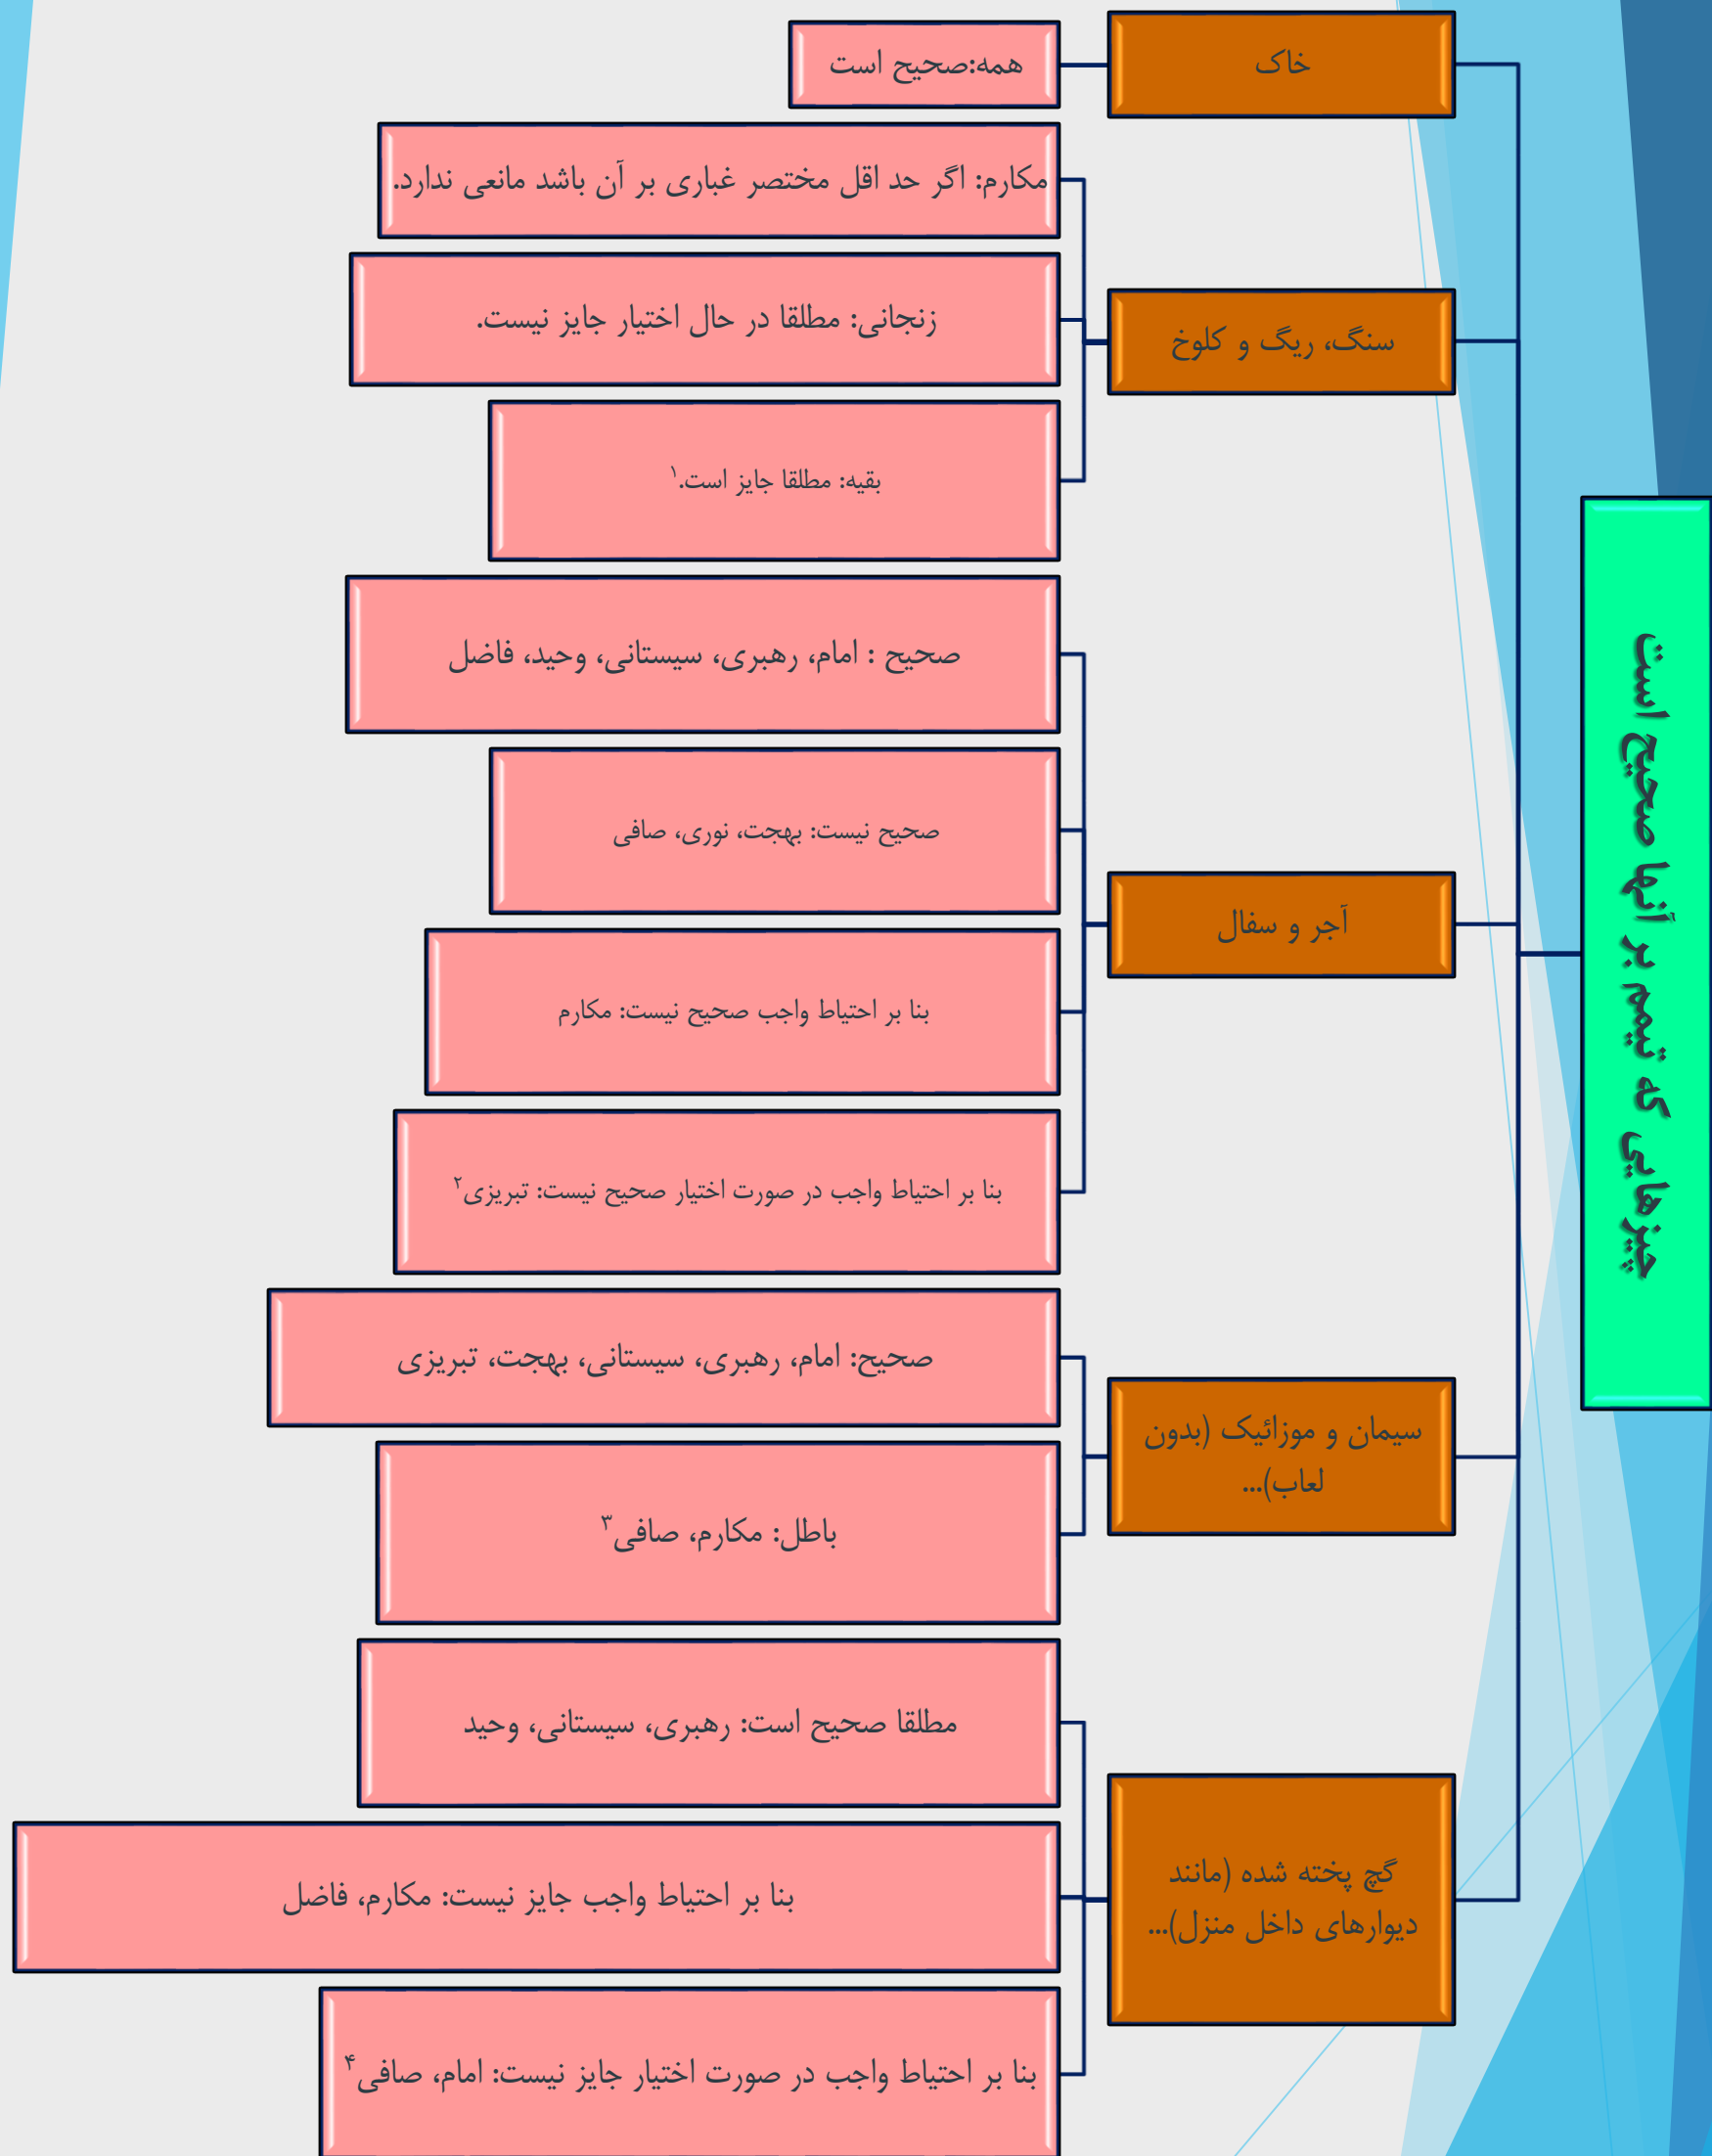 چیزهایی که تیمم بر آنها صحیح است
خاک
همه:صحیح است
سنگ، ریگ و کلوخ
مکارم: اگر حد اقل مختصر غباری بر آن باشد مانعی ندارد.
زنجانی: مطلقا در حال اختیار جایز نیست.
بقیه: مطلقا جایز است.۱
آجر و سفال
صحیح : امام، رهبری، سیستانی، وحید، فاضل
صحیح نیست: بهجت، نوری، صافی
بنا بر احتیاط واجب صحیح نیست: مکارم
بنا بر احتیاط واجب در صورت اختیار صحیح نیست: تبریزی۲
سیمان و موزائیک (بدون
لعاب)...
صحیح: امام، رهبری، سیستانی، بهجت، تبریزی
باطل: مکارم، صافی۳
گچ پخته شده (مانند
دیوارهای داخل منزل)...
مطلقا صحیح است: رهبری، سیستانی، وحید
بنا بر احتیاط واجب جایز نیست: مکارم، فاضل
بنا بر احتیاط واجب در صورت اختیار جایز نیست: امام، صافی۴